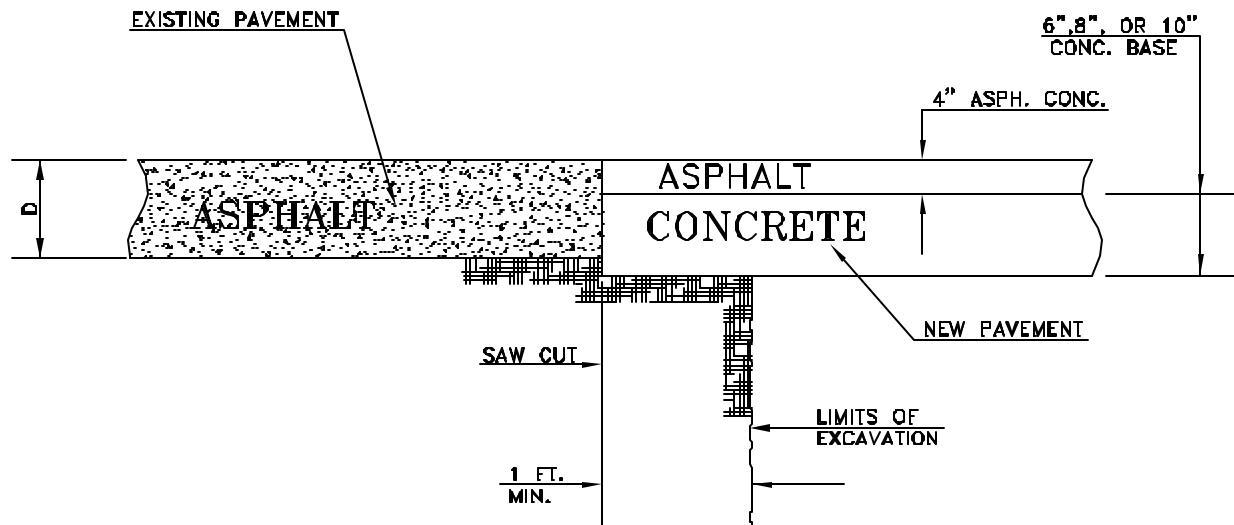 EXISTING PAVEMENT
6",8", OR 10"
CONC. BASE
4" ASPH. CONC.
D
ASPHALT
ASPHALT
CONCRETE
NEW PAVEMENT
SAW CUT
LIMITS OF
EXCAVATION
1 FT.
MIN.